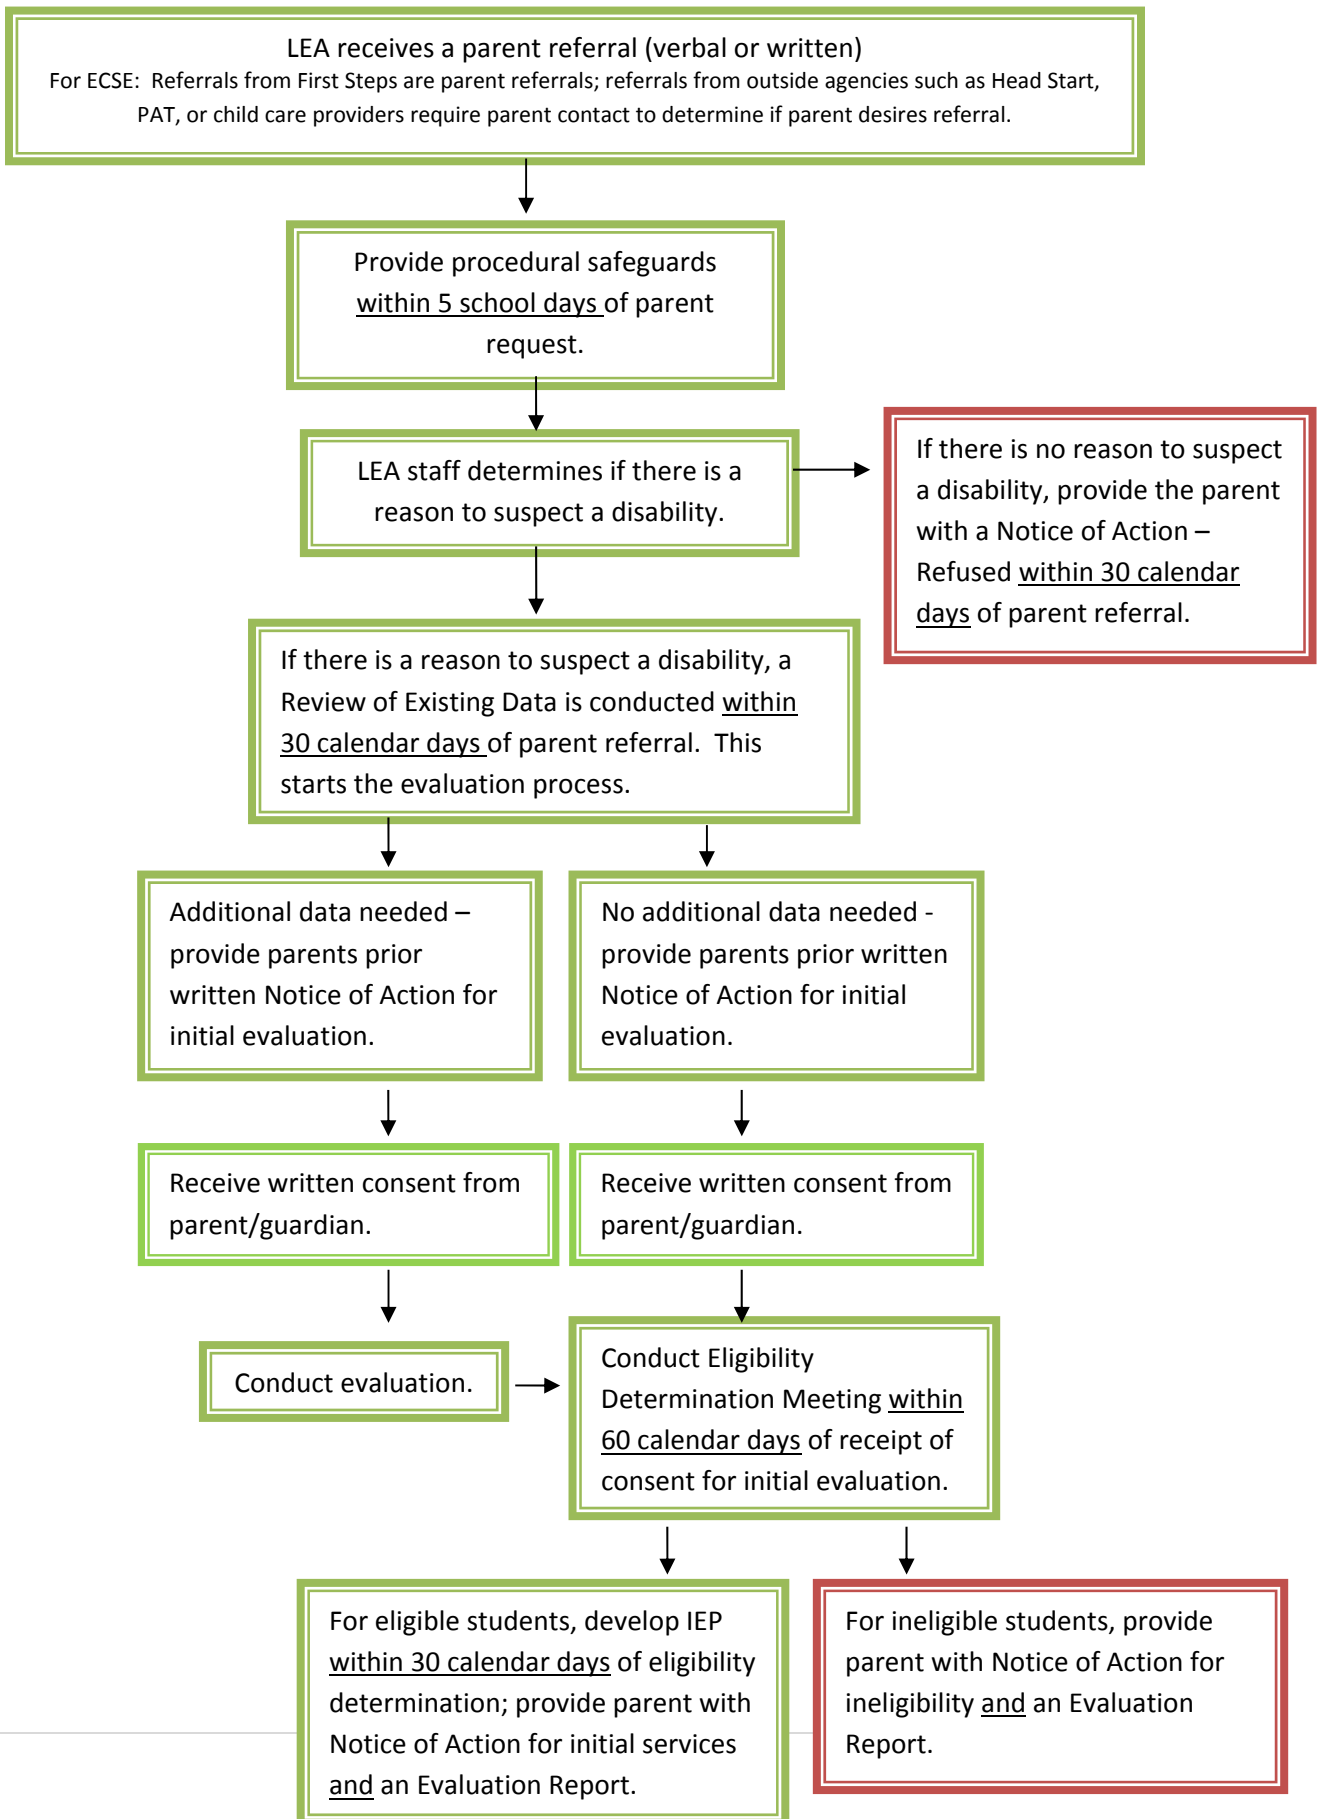 LEA receives a parent referral (verbal or written)
For ECSE:  Referrals from First Steps are parent referrals; referrals from outside agencies such as Head Start,
PAT, or child care providers require parent contact to determine if parent desires referral.
Provide procedural safeguards
within 5 school days of parent
request.
LEA staff determines if there is a
reason to suspect a disability.
If there is no reason to suspect
a disability, provide the parent
with a Notice of Action –
Refused within 30 calendar
days of parent referral.
If there is a reason to suspect a disability, a
Review of Existing Data is conducted within
30 calendar days of parent referral.  This
starts the evaluation process.
Additional data needed –
provide parents prior
written Notice of Action for
initial evaluation.
No additional data needed -
provide parents prior written
Notice of Action for initial
evaluation.
Receive written consent from
parent/guardian.
Receive written consent from
parent/guardian.
Conduct evaluation.
Conduct Eligibility
Determination Meeting within
60 calendar days of receipt of
consent for initial evaluation.
For eligible students, develop IEP
within 30 calendar days of eligibility
determination; provide parent with
Notice of Action for initial services
and an Evaluation Report.
For ineligible students, provide
parent with Notice of Action for
ineligibility and an Evaluation
Report.